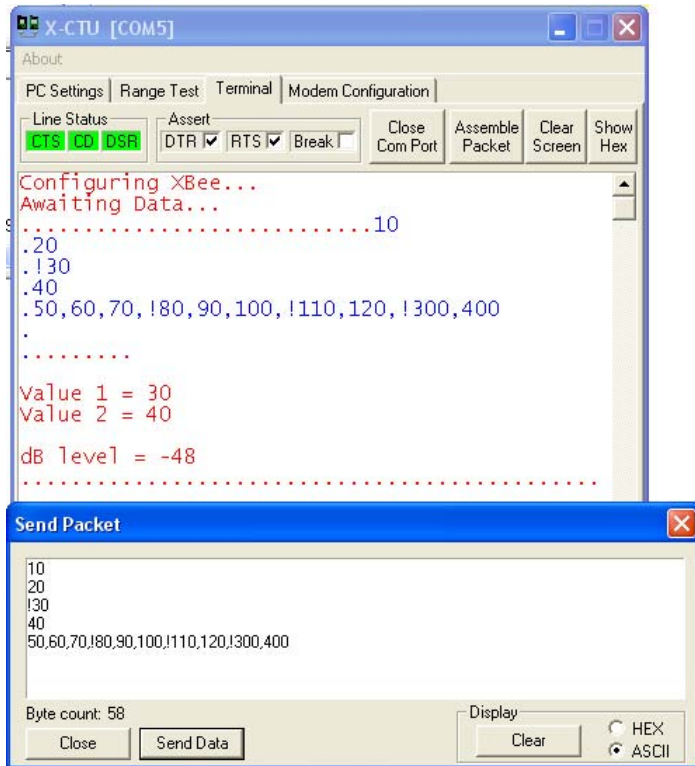 X-CTU [COM5]
About
PC Settings Range Test Terminal Modem Configuration
Line Status
CTS CD DSR
Assert
DTR RTS Break
Close Com Port
Assemble Packet
Clear Screen
Show Hex
Configuring XBee...
Awaiting Data...
............................10
.20
.!30
.40
.50,60,70,!80,90,100,!110,120,!300,400
.
.........
Value 1 = 30
Value 2 = 40
dB level = -48
..............................................
Send Packet
10
20
!30
40
50,60,70,!80,90,100,!110,120,!300,400
Byte count: 58
Close Send Data
Display
Clear
HEX
ASCII